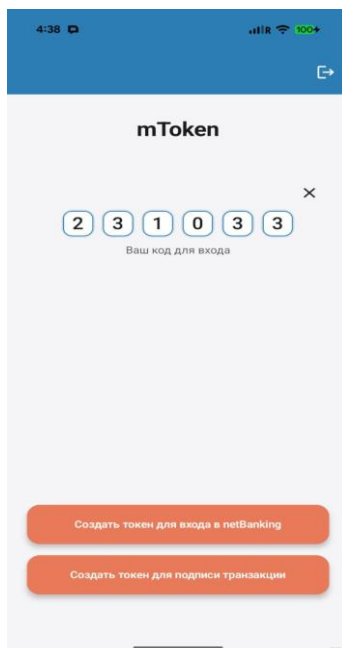 4:38 R 100
mToken
×
2 3 1 0 3 3
Ваш код для входа
Создать токен для входа в netBanking
Создать токен для подписи транзакции